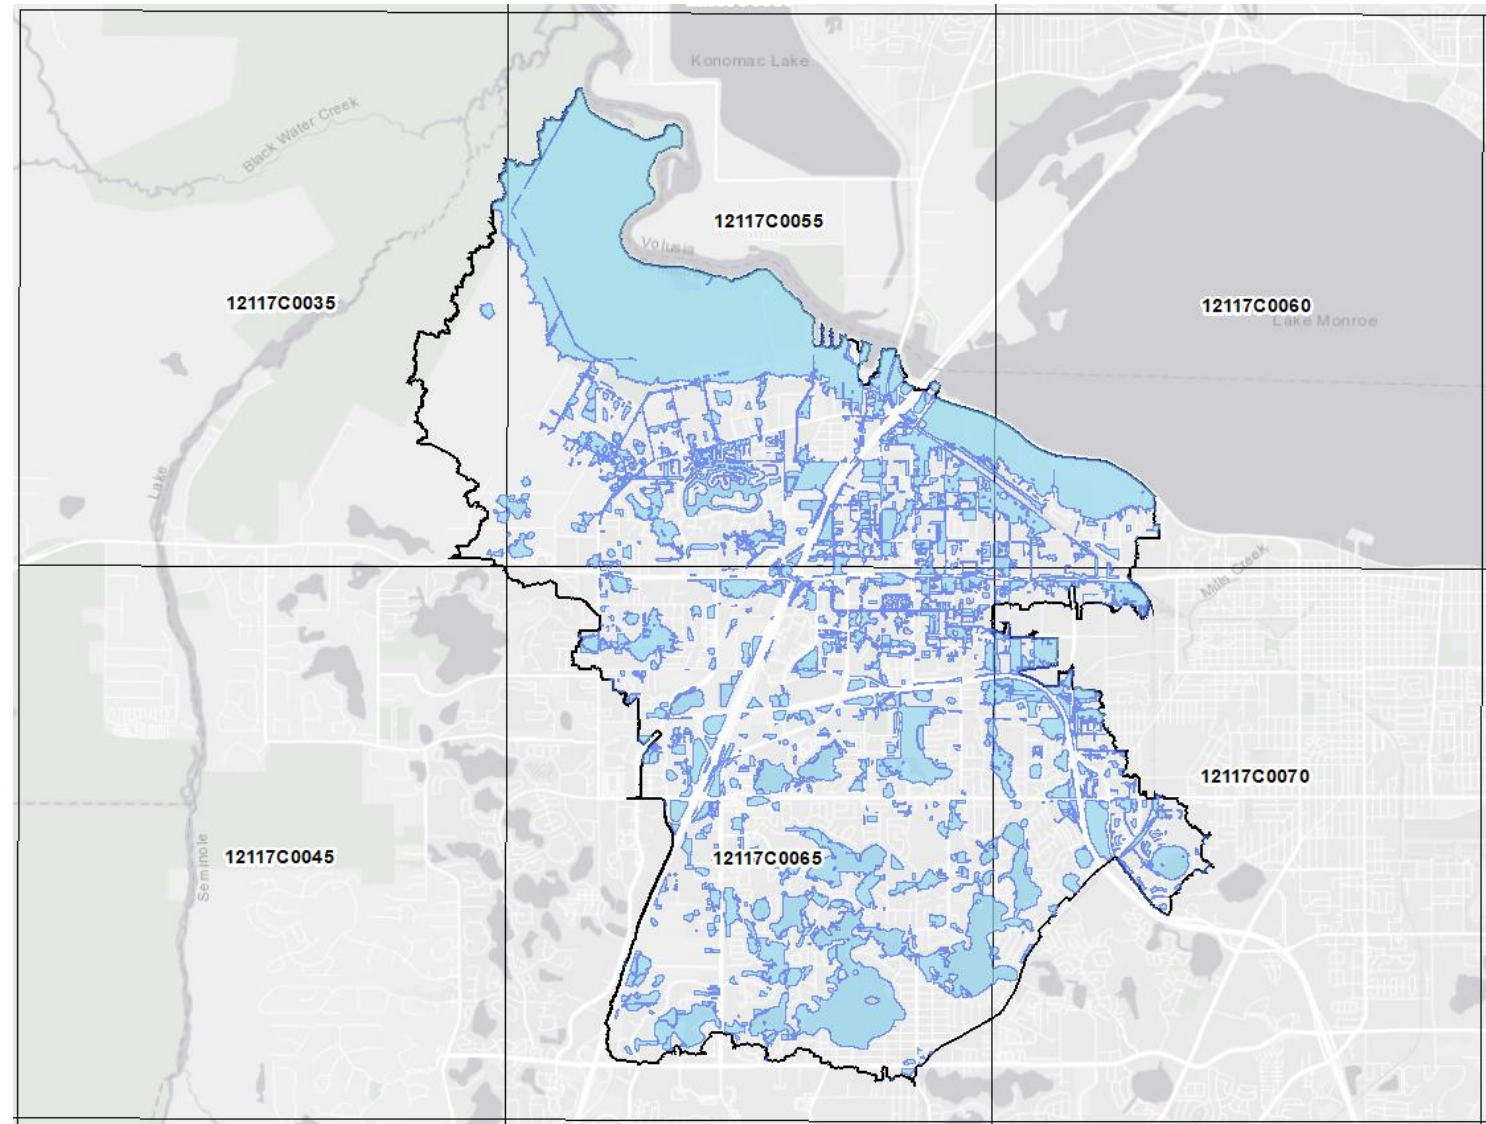 Konomac Lake
Black Water Creek
12117C0055
Volusia
12117C0035
12117C0060
Lake Monroe
Lake
Mills Creek
12117C0070
12117C0045
12117C0065
Seminole